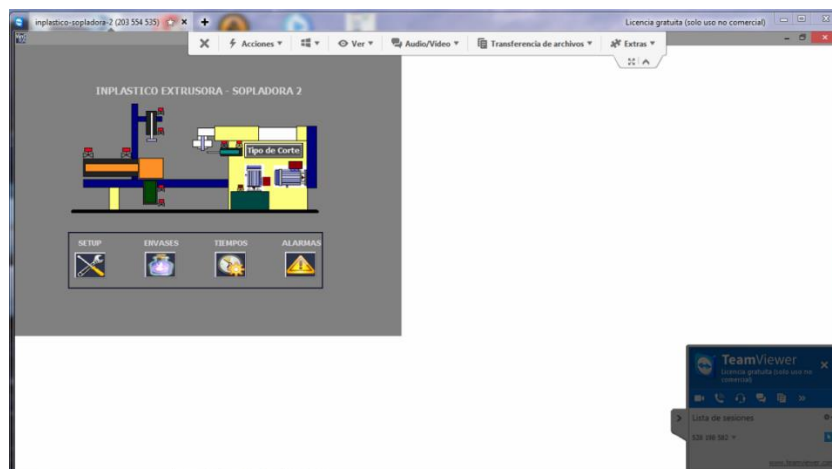 inplastico-sopladora-2 (203 554 535)
Licencia gratuita (solo uso no comercial)
Acciones
Ver
Audio/Video
Transferencia de archivos
Extras
INPLASTICO EXTRUSORA - SOPLADORA 2
Tipo de Corte
SETUP ENVASES TIEMPOS ALARMAS
TeamViewer
Licencia gratuita (solo uso no
comercial)
Lista de sesiones
www.teamviewer.com